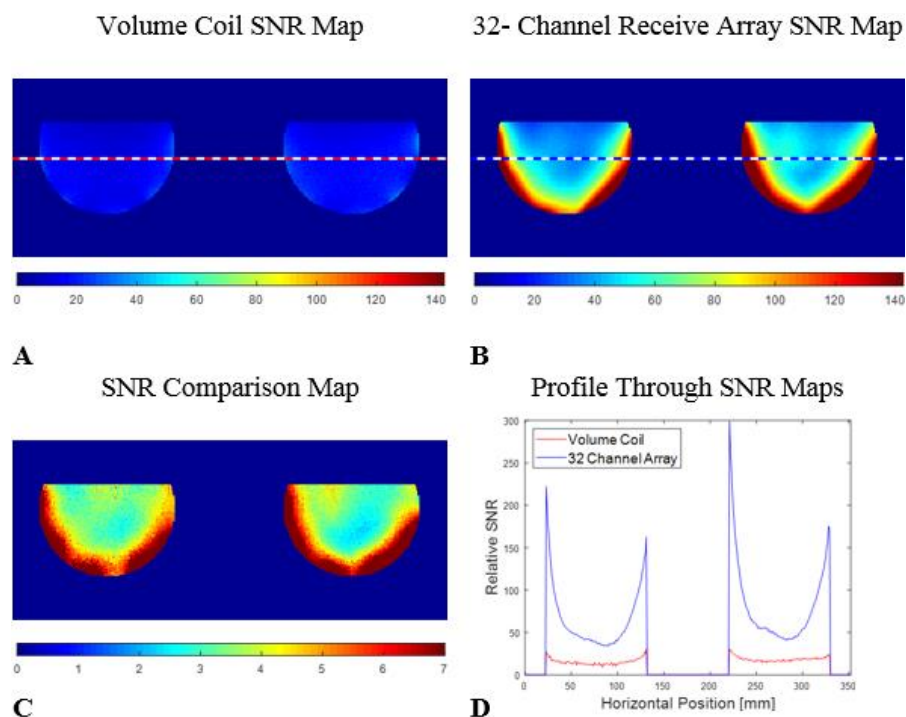 Volume Coil SNR Map
32- Channel Receive Array SNR Map
0 20 40 60 80 100 120 140
0 20 40 60 80 100 120 140
A
B
SNR Comparison Map
Profile Through SNR Maps
0 1 2 3 4 5 6 7
C
300
250
200
150
100
50
0
Relative SNR
Volume Coil
32 Channel Array
0 50 100 150 200 250 300 350
Horizontal Position [mm]
D